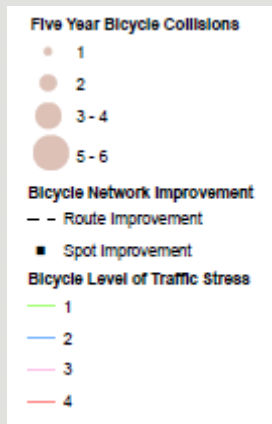 Five Year Bicycle Collisions
1
2
3 - 4
5 - 6
Bicycle Network Improvement
Route Improvement
Spot Improvement
Bicycle Level of Traffic Stress
1
2
3
4